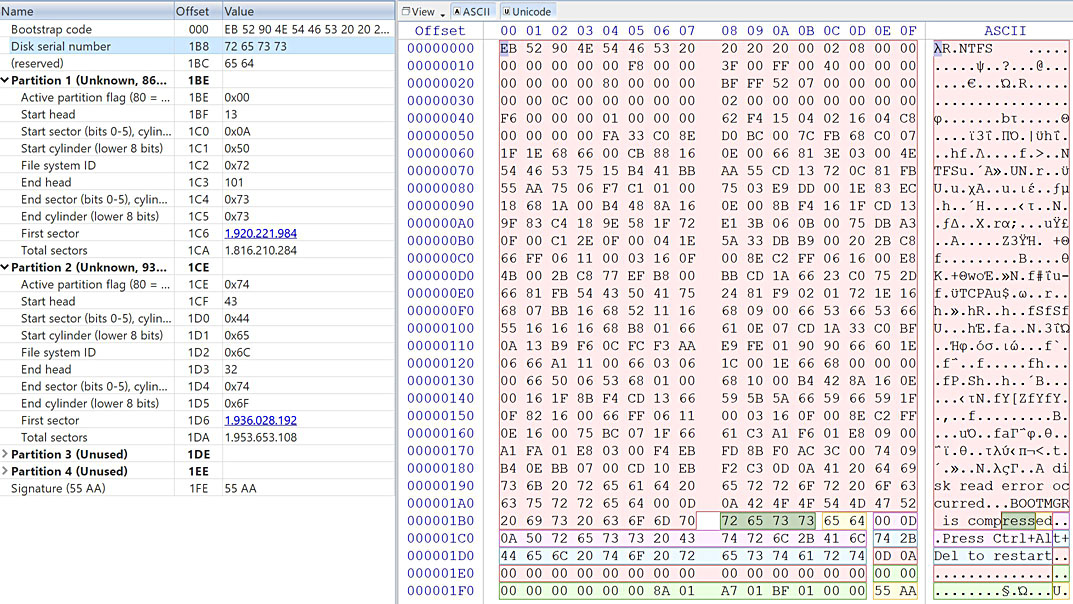 Name Offset Value
Bootstrap code 000 EB 52 90 4E 54 46 53 20 20 2...
Disk serial number 1B8 72 65 73 73
(reserved) 1BC 65 64
Partition 1 (Unknown, 86... 1BE
Active partition flag (80 = ... 1BE 0x00
Start head 1BF 13
Start sector (bits 0-5), cylin... 1C0 0x0A
Start cylinder (lower 8 bits) 1C1 0x50
File system ID 1C2 0x72
End head 1C3 101
End sector (bits 0-5), cylin... 1C4 0x73
End cylinder (lower 8 bits) 1C5 0x73
First sector 1C6 1.920.221.984
Total sectors 1CA 1.816.210.284
Partition 2 (Unknown, 93... 1CE
Active partition flag (80 = ... 1CE 0x74
Start head 1CF 43
Start sector (bits 0-5), cylin... 1D0 0x44
Start cylinder (lower 8 bits) 1D1 0x65
File system ID 1D2 0x6C
End head 1D3 32
End sector (bits 0-5), cylin... 1D4 0x74
End cylinder (lower 8 bits) 1D5 0x6F
First sector 1D6 1.936.028.192
Total sectors 1DA 1.953.653.108
Partition 3 (Unused) 1DE
Partition 4 (Unused) 1EE
Signature (55 AA) 1FE 55 AA
View ASCII Unicode
Offset 00 01 02 03 04 05 06 07 08 09 0A 0B 0C 0D 0E 0F ASCII
00000000 EB 52 90 4E 54 46 53 20 20 20 20 00 02 08 00 00 λR.NTFS .....
00000010 00 00 00 00 00 F8 00 00 3F 00 FF 00 40 00 00 00 .....ψ..?...@...
00000020 00 00 00 00 80 00 00 00 BF FF 52 07 00 00 00 00 ....€...Ώ.R.....
00000030 00 00 0C 00 00 00 00 00 02 00 00 00 00 00 00 00 ................
00000040 F6 00 00 00 01 00 00 00 62 F4 15 04 02 16 04 C8 φ.......bτ.....Θ
00000050 00 00 00 00 FA 33 C0 8E D0 BC 00 7C FB 68 C0 07 ....ϊ3ΐ.ΠΌ.|ϋhΐ.
00000060 1F 1E 68 66 00 CB 88 16 0E 00 66 81 3E 03 00 4E ..hf.Λ....f.>..N
00000070 54 46 53 75 15 B4 41 BB AA 55 CD 13 72 0C 81 FB TFSu.΄A».UΝ.r..ϋ
00000080 55 AA 75 06 F7 C1 01 00 75 03 E9 DD 00 1E 83 EC U.u.χΑ..u.ιέ..ƒμ
00000090 18 68 1A 00 B4 48 8A 16 0E 00 8B F4 16 1F CD 13 .h..΄H....‹τ..Ν.
000000A0 9F 83 C4 18 9E 58 1F 72 E1 3B 06 0B 00 75 DB A3 .ƒΔ..X.rα;...uΫ£
000000B0 0F 00 C1 2E 0F 00 04 1E 5A 33 DB B9 00 20 2B C8 ..Α.....Z3ΫΉ. +Θ
000000C0 66 FF 06 11 00 03 16 0F 00 8E C2 FF 06 16 00 E8 f.........Β....θ
000000D0 4B 00 2B C8 77 EF B8 00 BB CD 1A 66 23 C0 75 2D K.+ΘwοΈ.»Ν.f#ΐu-
000000E0 66 81 FB 54 43 50 41 75 24 81 F9 02 01 72 1E 16 f.ϋTCPAu$.ω..r..
000000F0 68 07 BB 16 68 52 11 16 68 09 00 66 53 66 53 66 h.».hR..h..fSfSf
00000100 55 16 16 16 68 B8 01 66 61 0E 07 CD 1A 33 C0 BF U...hΈ.fa..Ν.3ΐΏ
00000110 0A 13 B9 F6 0C FC F3 AA E9 FE 01 90 90 66 60 1E ..Ήφ.όσ.ιώ...f`.
00000120 06 66 A1 11 00 66 03 06 1C 00 1E 66 68 00 00 00 .f΅..f.....fh...
00000130 00 66 50 06 53 68 01 00 68 10 00 B4 42 8A 16 0E .fP.Sh..h..΄B...
00000140 00 16 1F 8B F4 CD 13 66 59 5B 5A 66 59 66 59 1F ...‹τΝ.fY[ZfYfY.
00000150 0F 82 16 00 66 FF 06 11 00 03 16 0F 00 8E C2 FF .‚..f.........Β.
00000160 0E 16 00 75 BC 07 1F 66 61 C3 A1 F6 01 E8 09 00 ...uΌ..faΓ΅φ.θ..
00000170 A1 FA 01 E8 03 00 F4 EB FD 8B F0 AC 3C 00 74 09 ΅ϊ.θ..τλύ‹π¬<.t.
00000180 B4 0E BB 07 00 CD 10 EB F2 C3 0D 0A 41 20 64 69 ΄.»..Ν.λςΓ..A di
00000190 73 6B 20 72 65 61 64 20 65 72 72 6F 72 20 6F 63 sk read error oc
000001A0 63 75 72 72 65 64 00 0D 0A 42 4F 4F 54 4D 47 52 curred...BOOTMGR
000001B0 20 69 73 20 63 6F 6D 70 72 65 73 73 65 64 00 0D is compressed..
000001C0 0A 50 72 65 73 73 20 43 74 72 6C 2B 41 6C 74 2B .Press Ctrl+Alt+
000001D0 44 65 6C 20 74 6F 20 72 65 73 74 61 72 74 0D 0A Del to restart..
000001E0 00 00 00 00 00 00 00 00 00 00 00 00 00 00 00 00 ................
000001F0 00 00 00 00 00 00 8A 01 A7 01 BF 01 00 00 55 AA ........§.Ώ...U.